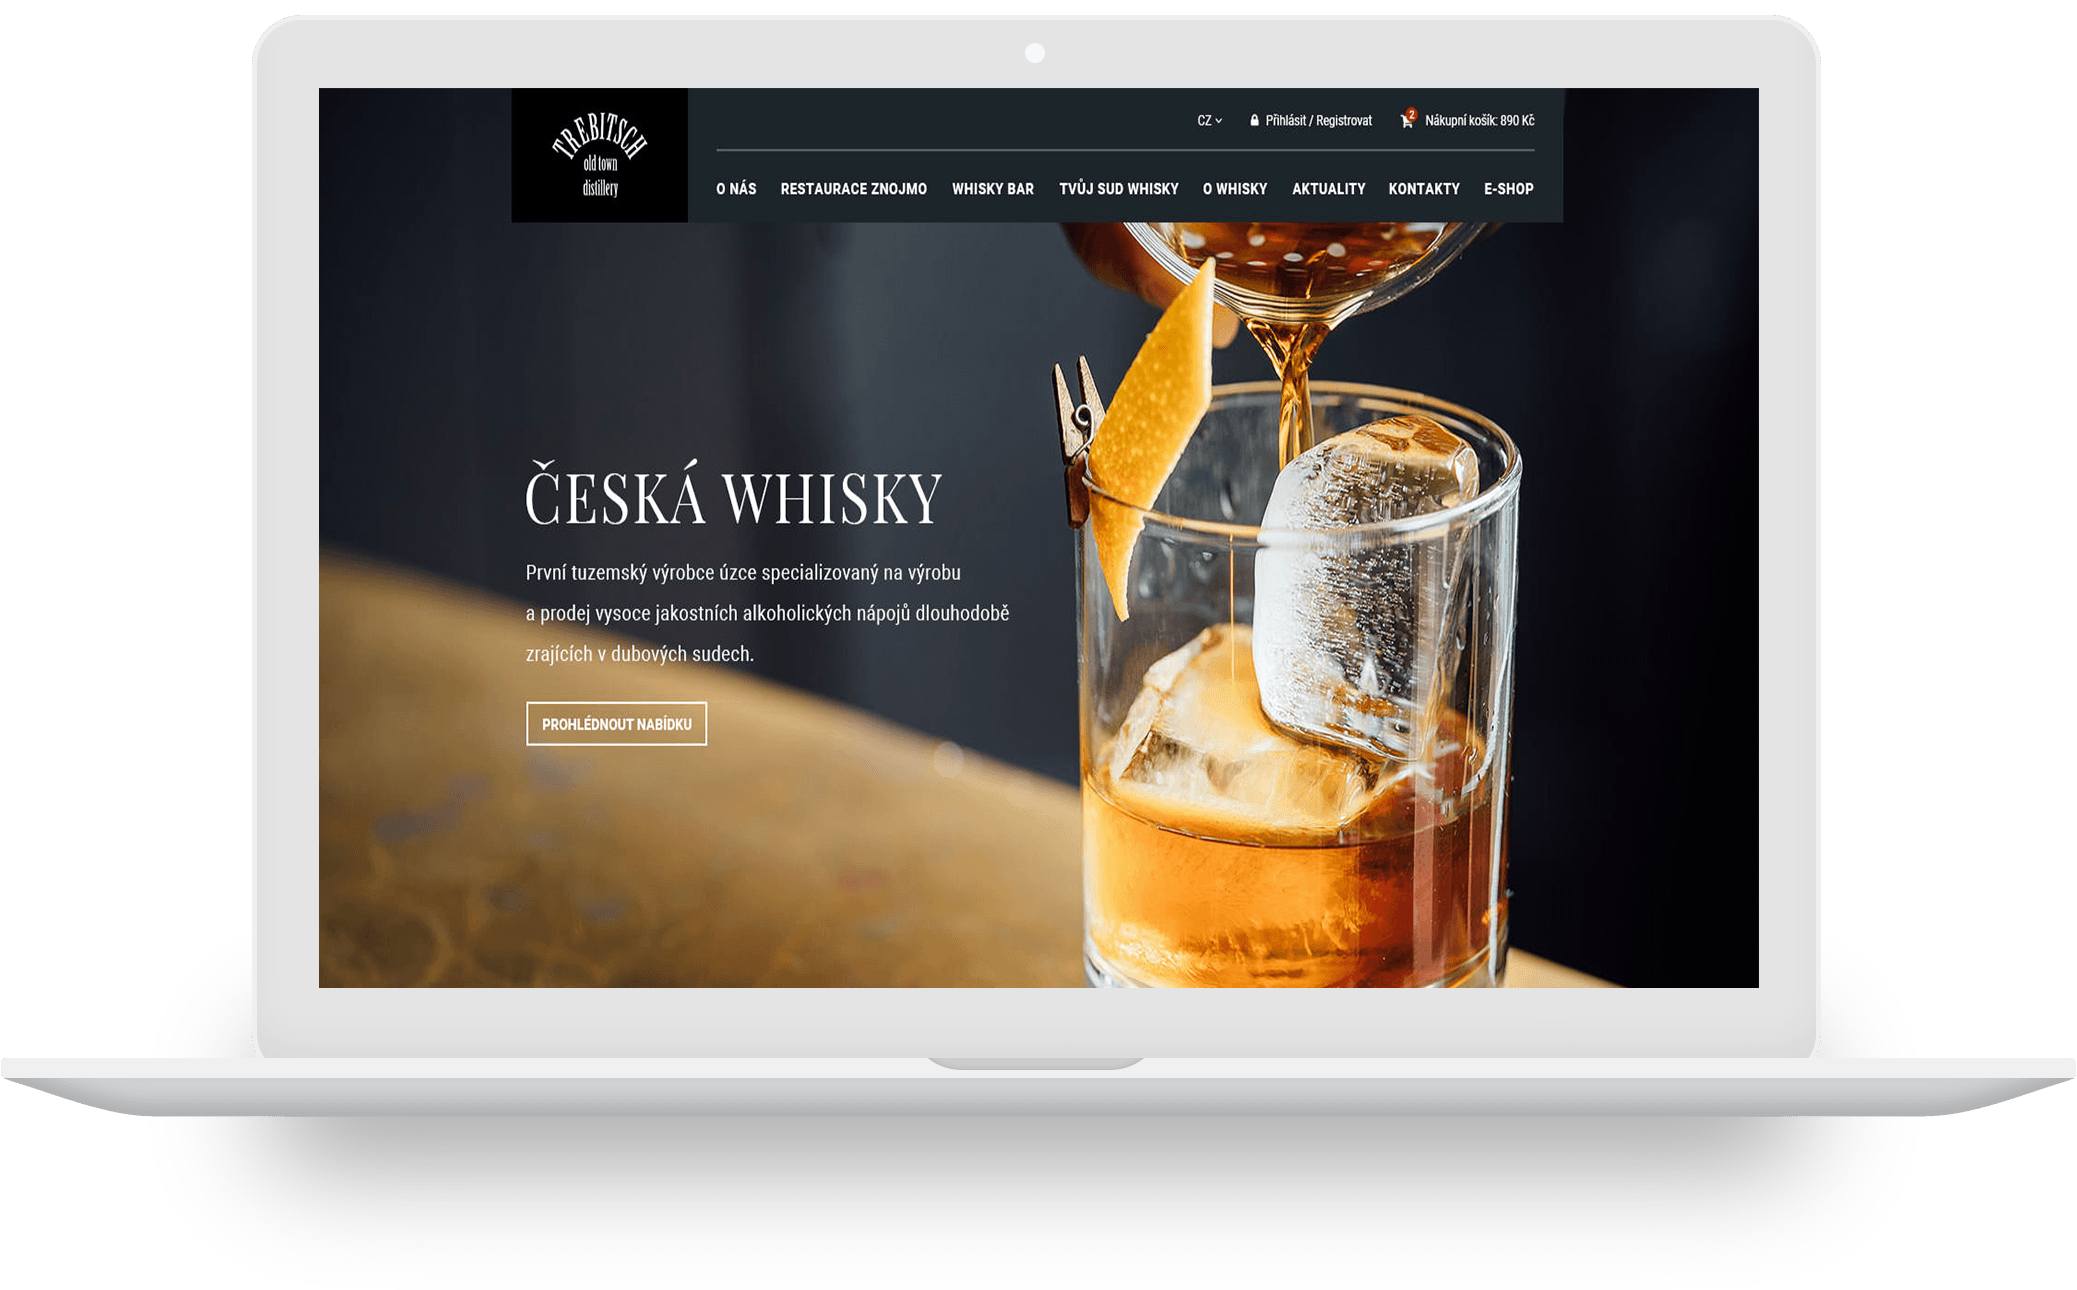 TREBITSCH
old town
distillery
CZ
Přihlásit / Registrovat
2
Nákupní košík: 890 Kč
O NÁS
RESTAURACE ZNOJMO
WHISKY BAR
TVŮJ SUD WHISKY
O WHISKY
AKTUALITY
KONTAKTY
E-SHOP
ČESKÁ WHISKY
První tuzemský výrobce úzce specializovaný na výrobu
a prodej vysoce jakostních alkoholických nápojů dlouhodobě
zrajících v dubových sudech.
PROHLÉDNOUT NABÍDKU